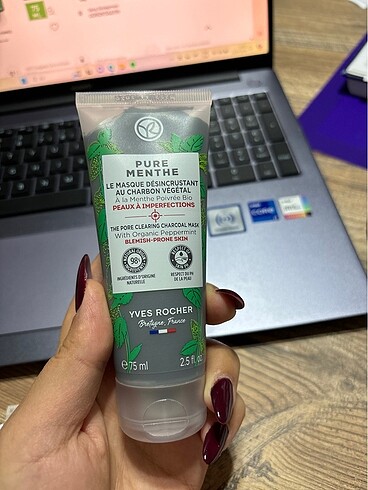 PURE
MENTHE
LE MASQUE DÉSINCRUSTANT
AU CHARBON VÉGÉTAL
À la Menthe Poivrée Bio
PEAUX À IMPERFECTIONS
THE PORE CLEARING CHARCOAL MASK
With Organic Peppermint
BLEMISH-PRONE SKIN
98%
INGRÉDIENTS D'ORIGINE
NATURELLE
RESPECT DU PH
DE LA PEAU
YVES ROCHER
Bretagne, France
e 75 ml
2.5 fl. oz